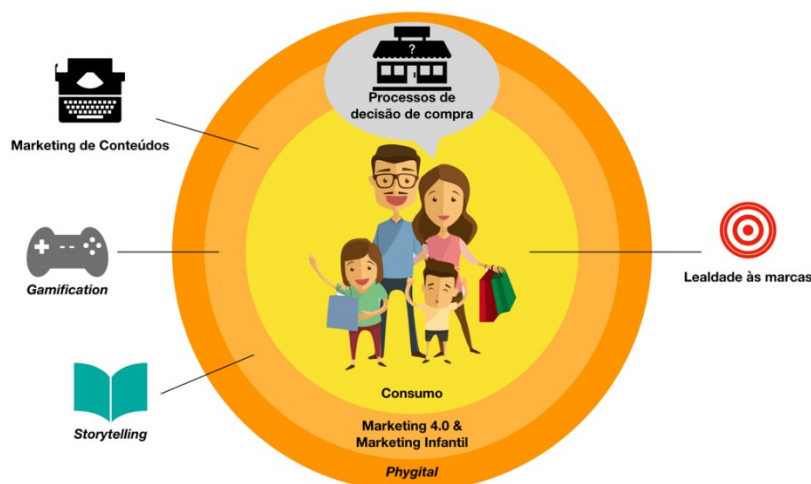 ?
Processos de
decisão de compra
Marketing de Conteúdos
Gamification
Lealdade às marcas
Storytelling
Consumo
Marketing 4.0 &
Marketing Infantil
Phygital